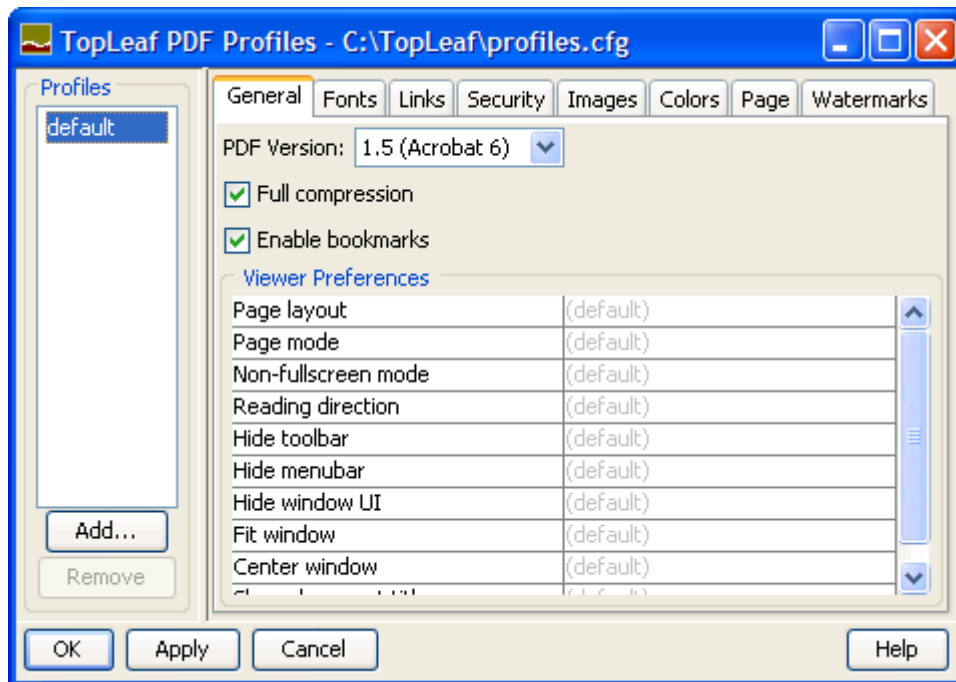 TopLeaf PDF Profiles - C:\TopLeaf\profiles.cfg
Profiles
default
Add...
Remove
General Fonts Links Security Images Colors Page Watermarks
PDF Version: 1.5 (Acrobat 6)
Full compression
Enable bookmarks
Viewer Preferences
Page layout (default)
Page mode (default)
Non-fullscreen mode (default)
Reading direction (default)
Hide toolbar (default)
Hide menubar (default)
Hide window UI (default)
Fit window (default)
Center window (default)
OK Apply Cancel Help